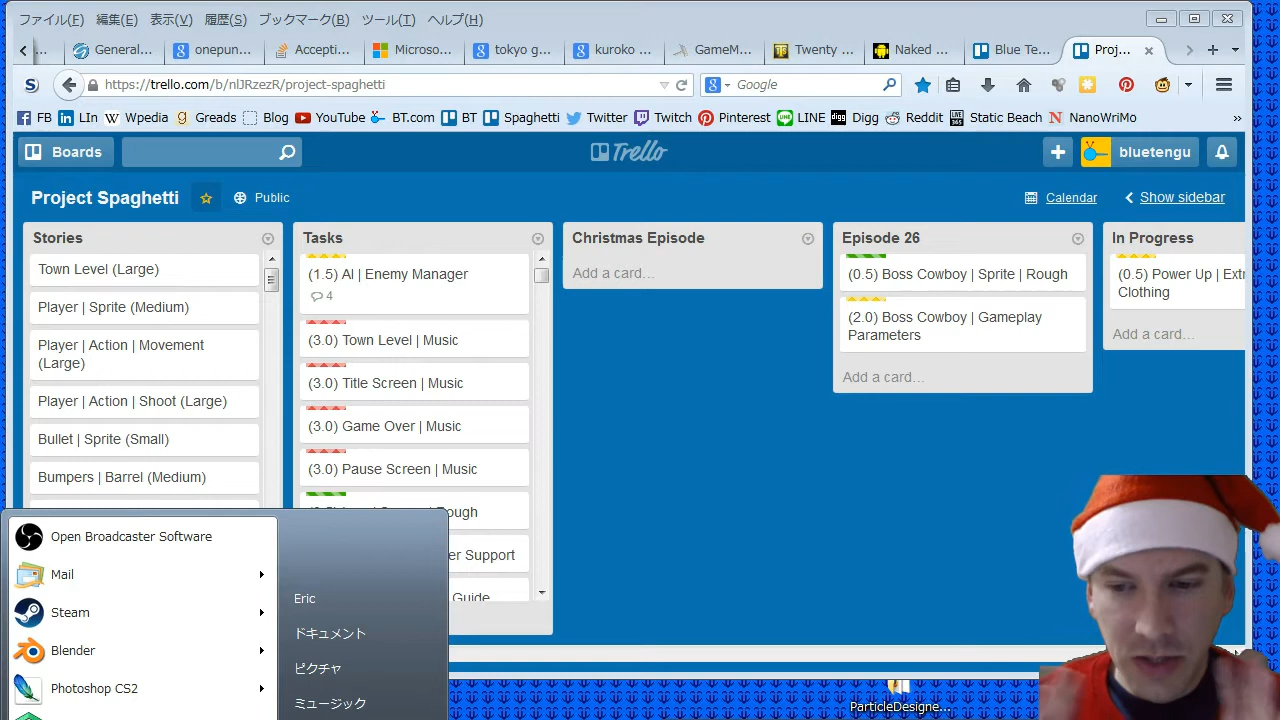 ファイル(F) 編集(E) 表示(V) 履歴(S) ブックマーク(B) ツール(T) ヘルプ(H)
... General... onepun... Accepti... Microso... tokyo g... kuroko ... GameM... Twenty ... Naked ... Blue Te... Proj...
https://trello.com/b/nIJRzezR/project-spaghetti
Google
FB LIn Wpedia Greads Blog YouTube BT.com BT Spaghetti Twitter Twitch Pinterest LINE Digg Reddit Static Beach NanoWriMo »
Boards
Trello
bluetengu
Project Spaghetti
Public
Calendar
Show sidebar
Stories
Town Level (Large)
Player | Sprite (Medium)
Player | Action | Movement
(Large)
Player | Action | Shoot (Large)
Bullet | Sprite (Small)
Bumpers | Barrel (Medium)
Tasks
(1.5) AI | Enemy Manager
4
(3.0) Town Level | Music
(3.0) Title Screen | Music
(3.0) Game Over | Music
(3.0) Pause Screen | Music
ough
er Support
Guide
Christmas Episode
Add a card...
Episode 26
(0.5) Boss Cowboy | Sprite | Rough
(2.0) Boss Cowboy | Gameplay
Parameters
Add a card...
In Progress
(0.5) Power Up | Ext
Clothing
Add a card...
Open Broadcaster Software
Mail
Steam
Blender
Photoshop CS2
Eric
ドキュメント
ピクチャ
ミュージック
ParticleDesigne...